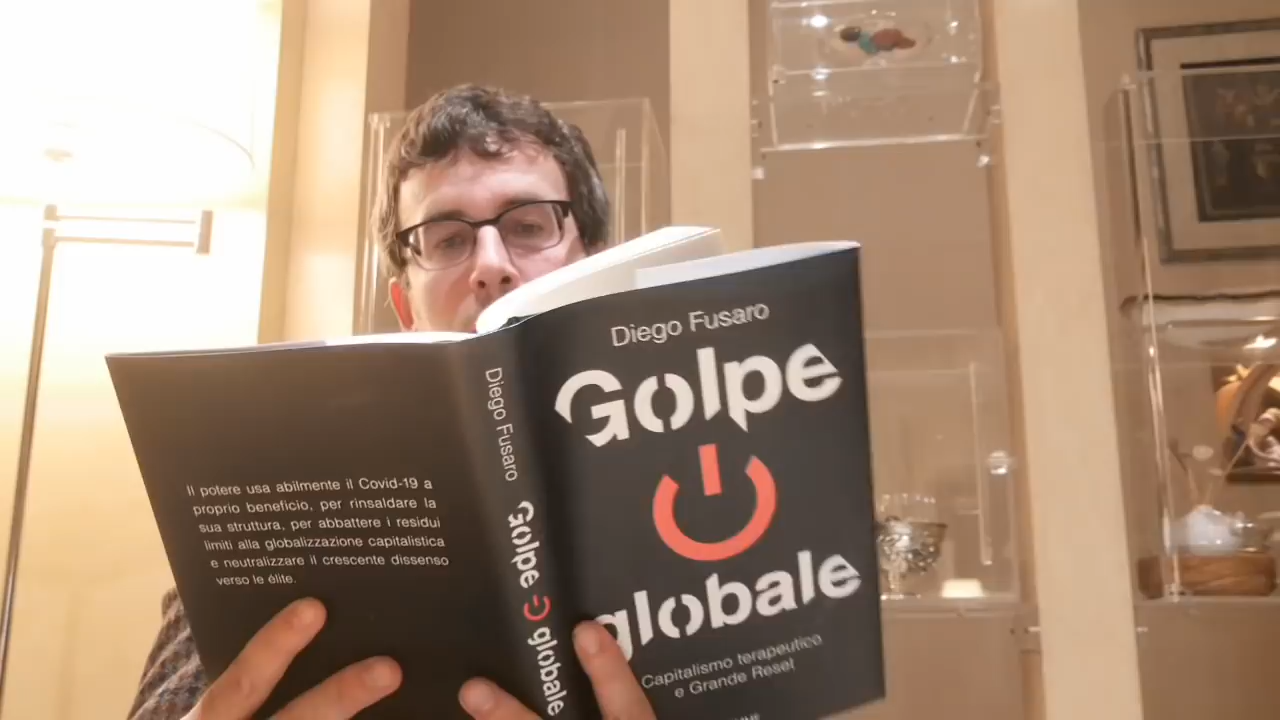 Il potere usa abilmente il Covid-19 a
proprio beneficio, per rinsaldare la
sua struttura, per abbattere i residui
limiti alla globalizzazione capitalistica
e neutralizzare il crescente dissenso
verso le élite.
Diego Fusaro
Golpe
globale
Diego Fusaro
Golpe
globale
Capitalismo terapeutico
e Grande Reset